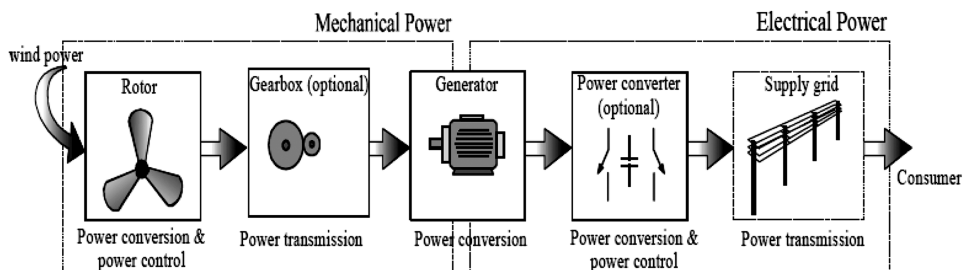 Mechanical Power
Electrical Power
wind power
Rotor
Gearbox (optional)
Generator
Power converter
(optional)
Supply grid
Consumer
Power conversion &
power control
Power transmission
Power conversion
Power conversion &
power control
Power transmission